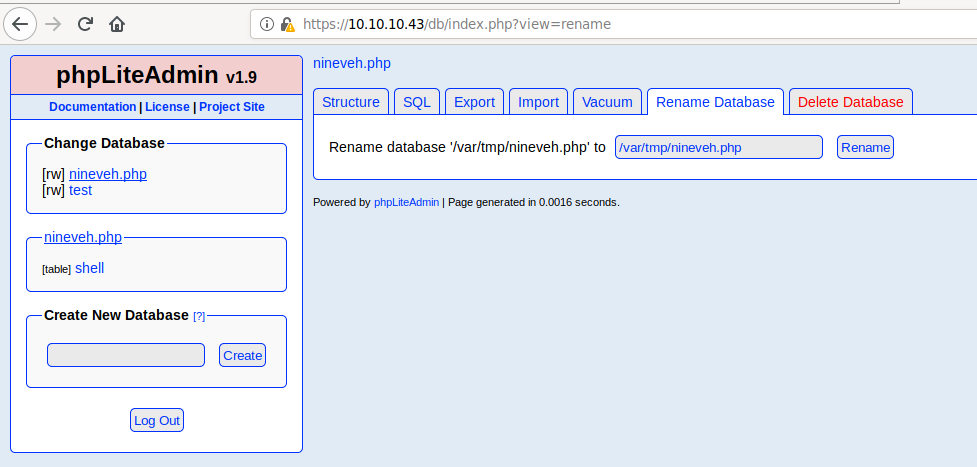 https://10.10.10.43/db/index.php?view=rename
phpLiteAdmin v1.9
Documentation | License | Project Site
Change Database
[rw] nineveh.php
[rw] test
nineveh.php
[table] shell
Create New Database [?]
Create
Log Out
nineveh.php
Structure SQL Export Import Vacuum Rename Database Delete Database
Rename database '/var/tmp/nineveh.php' to /var/tmp/nineveh.php Rename
Powered by phpLiteAdmin | Page generated in 0.0016 seconds.